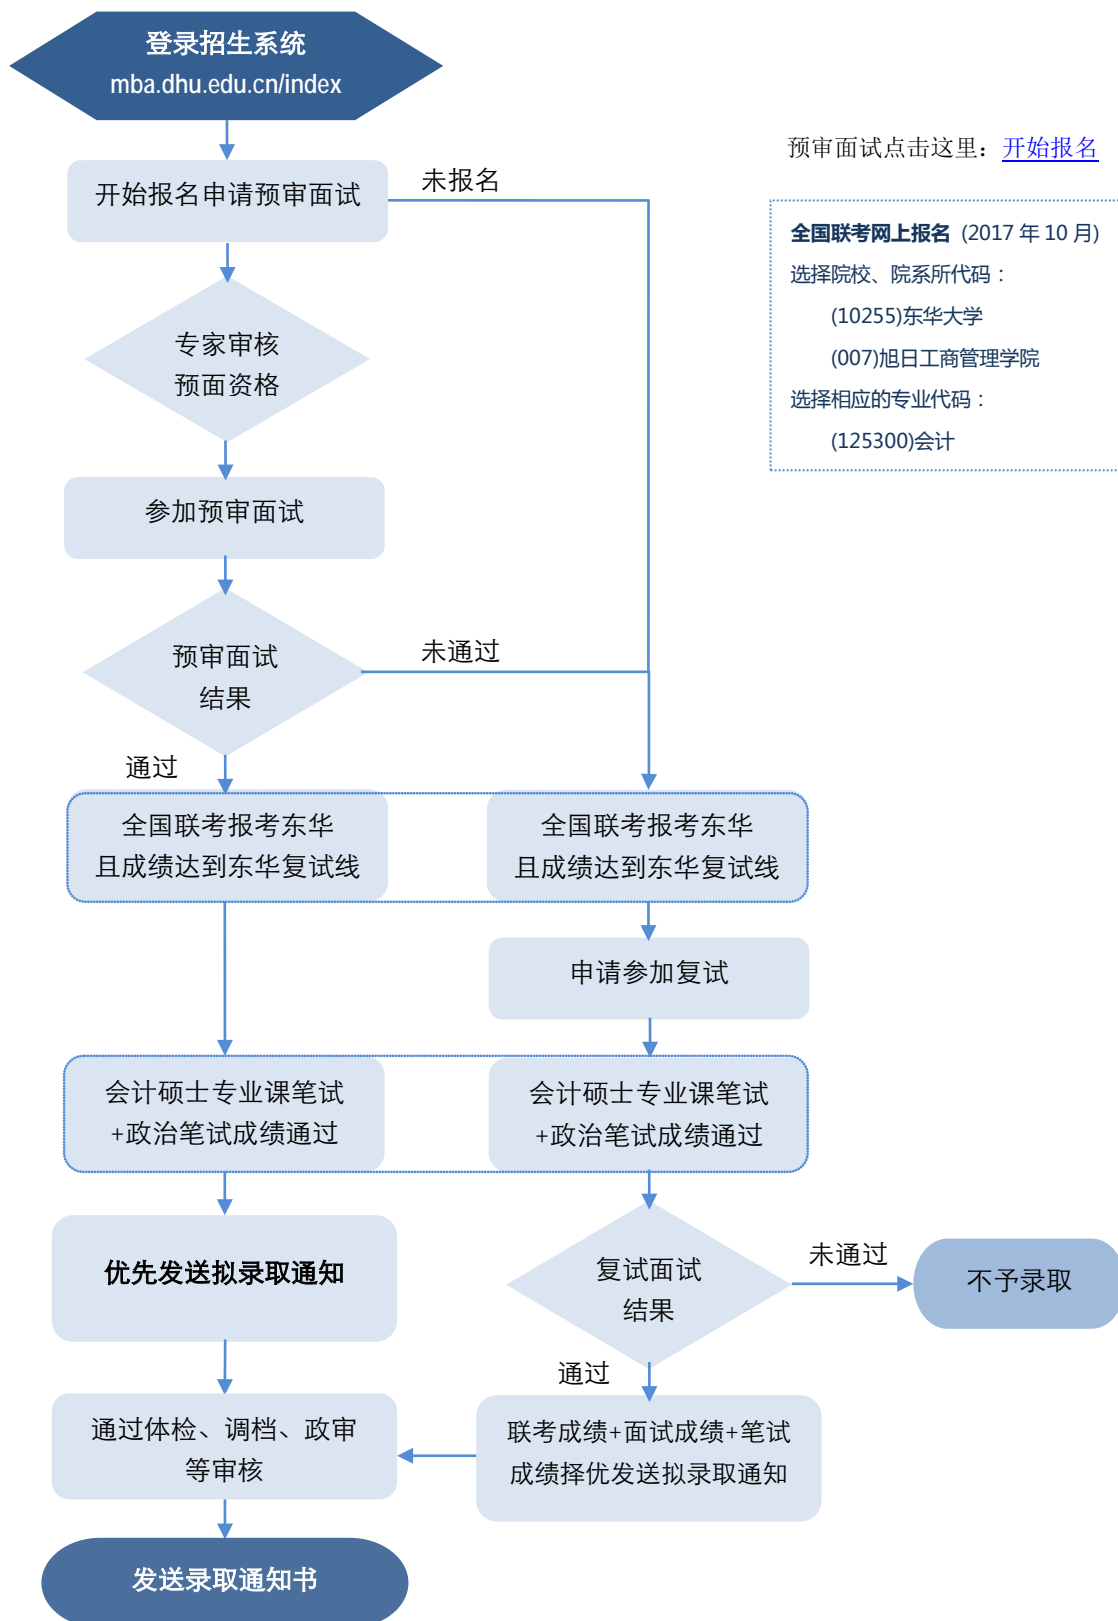 登录招生系统
mba.dhu.edu.cn/index
预审面试点击这里：开始报名
开始报名申请预审面试
未报名
全国联考网上报名 (2017 年 10 月)
选择院校、院系所代码：
(10255)东华大学
(007)旭日工商管理学院
选择相应的专业代码：
(125300)会计
专家审核
预面资格
参加预审面试
预审面试
结果
未通过
通过
全国联考报考东华
且成绩达到东华复试线
全国联考报考东华
且成绩达到东华复试线
申请参加复试
会计硕士专业课笔试
+政治笔试成绩通过
会计硕士专业课笔试
+政治笔试成绩通过
优先发送拟录取通知
复试面试
结果
未通过
不予录取
通过
通过体检、调档、政审
等审核
联考成绩+面试成绩+笔试
成绩择优发送拟录取通知
发送录取通知书